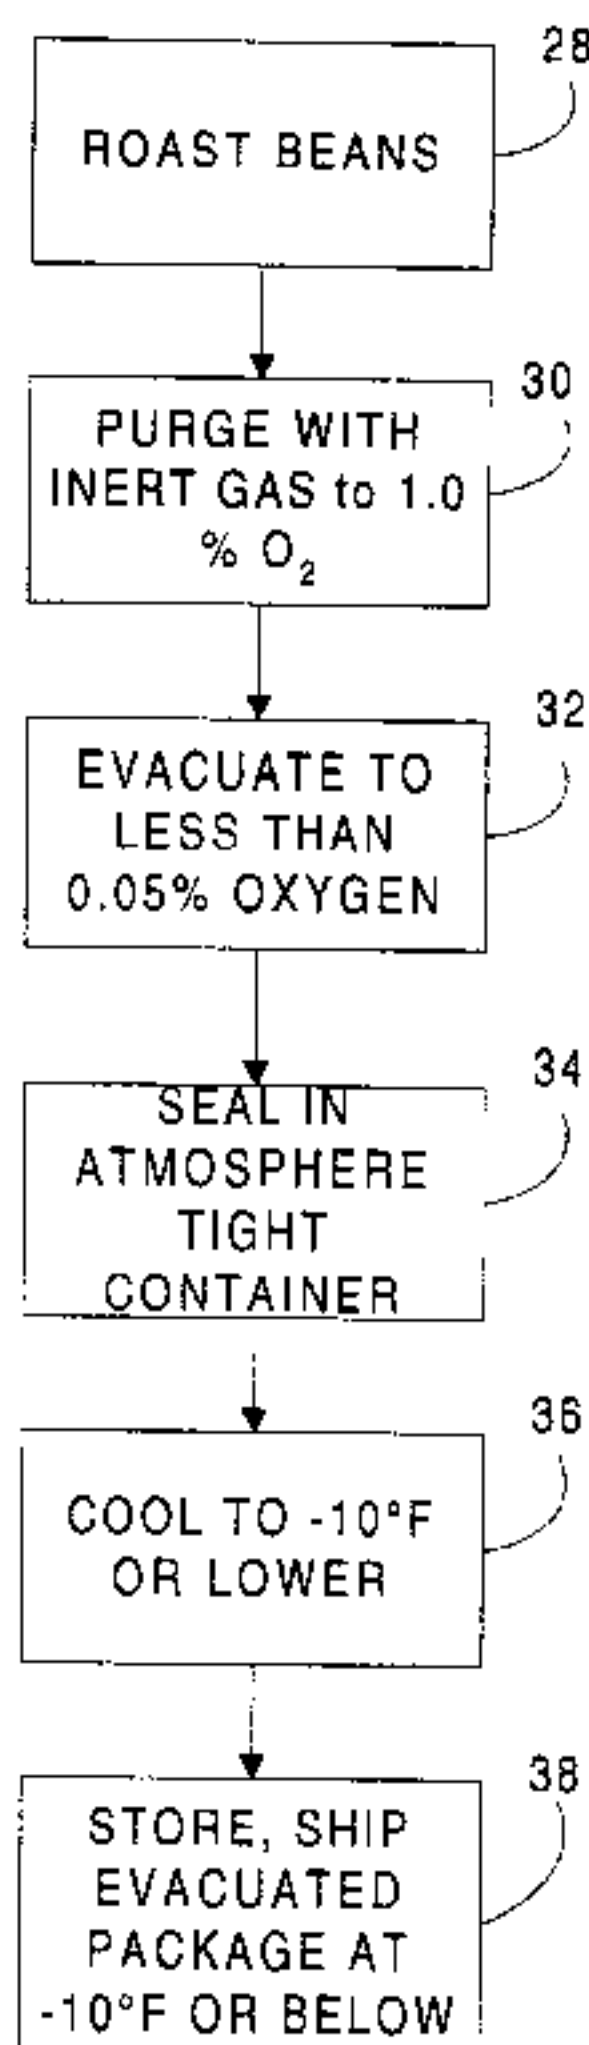 28
ROAST BEANS
30
PURGE WITH
INERT GAS to 1.0
% O₂
32
EVACUATE TO
LESS THAN
0.05% OXYGEN
34
SEAL IN
ATMOSPHERE
TIGHT
CONTAINER
36
COOL TO -10°F
OR LOWER
38
STORE, SHIP
EVACUATED
PACKAGE AT
-10°F OR BELOW